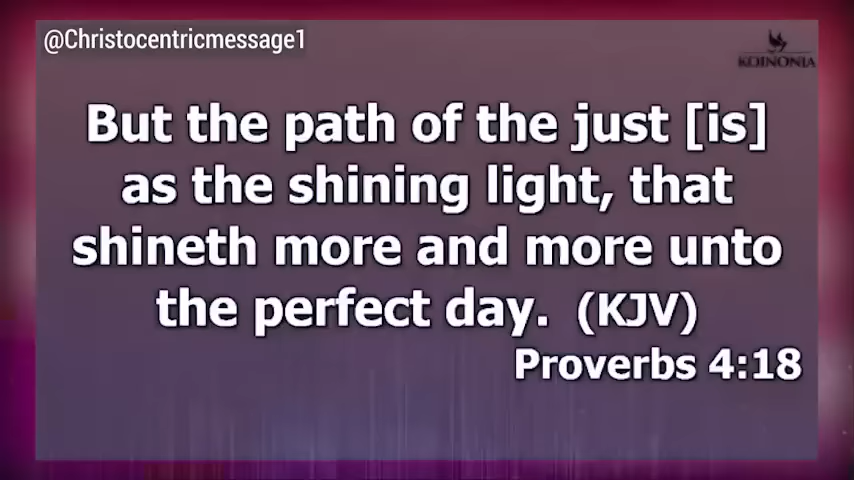 @Christocentricmessage1
KOINONIA
But the path of the just [is]
as the shining light, that
shineth more and more unto
the perfect day. (KJV)
Proverbs 4:18